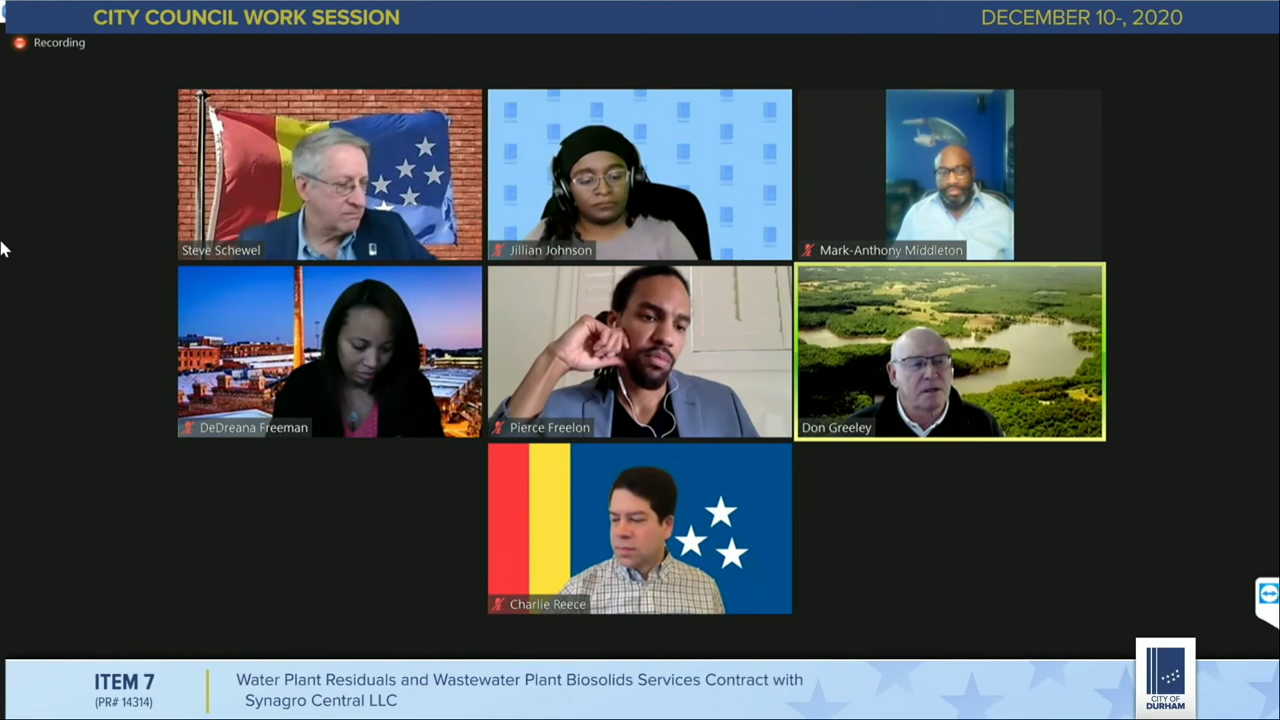 CITY COUNCIL WORK SESSION
DECEMBER 10-, 2020
Recording
Steve Schewel
Jillian Johnson
Mark-Anthony Middleton
DeDreana Freeman
Pierce Freelon
Don Greeley
Charlie Reece
ITEM 7
(PR# 14314)
Water Plant Residuals and Wastewater Plant Biosolids Services Contract with
Synagro Central LLC
CITY OF
DURHAM